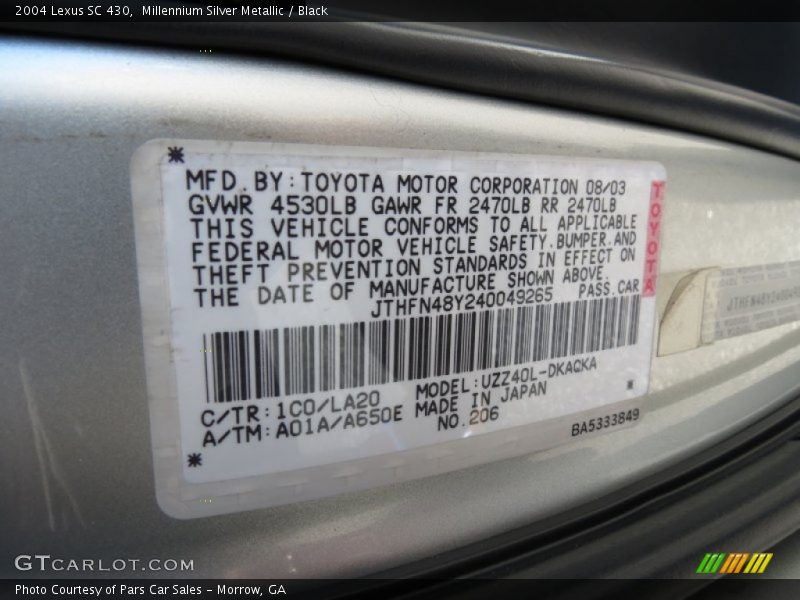 2004 Lexus SC 430,  Millennium Silver Metallic / Black
MFD. BY: TOYOTA MOTOR CORPORATION 08/03
GVWR 4530LB GAWR FR 2470LB RR 2470LB
THIS VEHICLE CONFORMS TO ALL APPLICABLE
FEDERAL MOTOR VEHICLE SAFETY.BUMPER.AND
THEFT PREVENTION STANDARDS IN EFFECT ON
THE DATE OF MANUFACTURE SHOWN ABOVE.
JTHFN48Y240049265 PASS.CAR
TOYOTA
C/TR: 1C0/LA20 MODEL: UZZ40L-DKAQKA
A/TM: A01A/A650E MADE IN JAPAN
NO. 206
BA5333849
GTCARLOT.COM
Photo Courtesy of Pars Car Sales - Morrow, GA